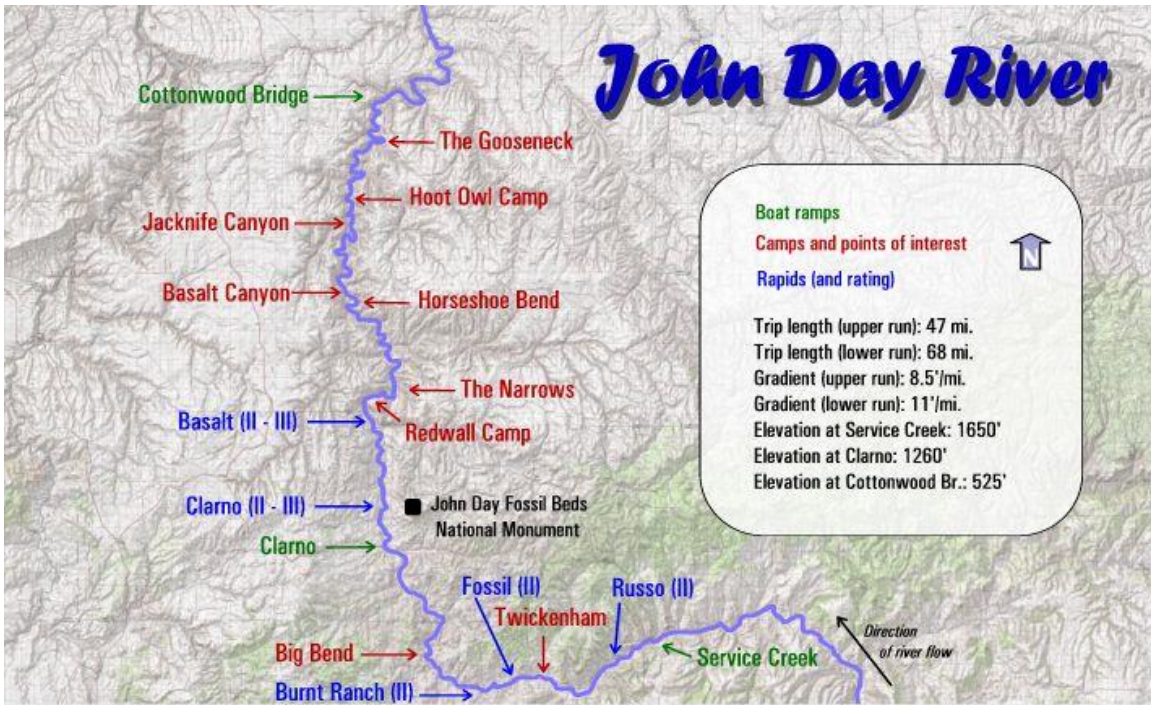 John Day River
Cottonwood Bridge
The Gooseneck
Hoot Owl Camp
Jacknife Canyon
Basalt Canyon
Horseshoe Bend
The Narrows
Basalt (II - III)
Redwall Camp
Clarno (II - III)
John Day Fossil Beds
National Monument
Clarno
Fossil (II)
Russo (II)
Twickenham
Big Bend
Service Creek
Burnt Ranch (II)
Direction
of river flow
Boat ramps
Camps and points of interest
N
Rapids (and rating)
Trip length (upper run): 47 mi.
Trip length (lower run): 68 mi.
Gradient (upper run): 8.5'/mi.
Gradient (lower run): 11'/mi.
Elevation at Service Creek: 1650'
Elevation at Clarno: 1260'
Elevation at Cottonwood Br.: 525'